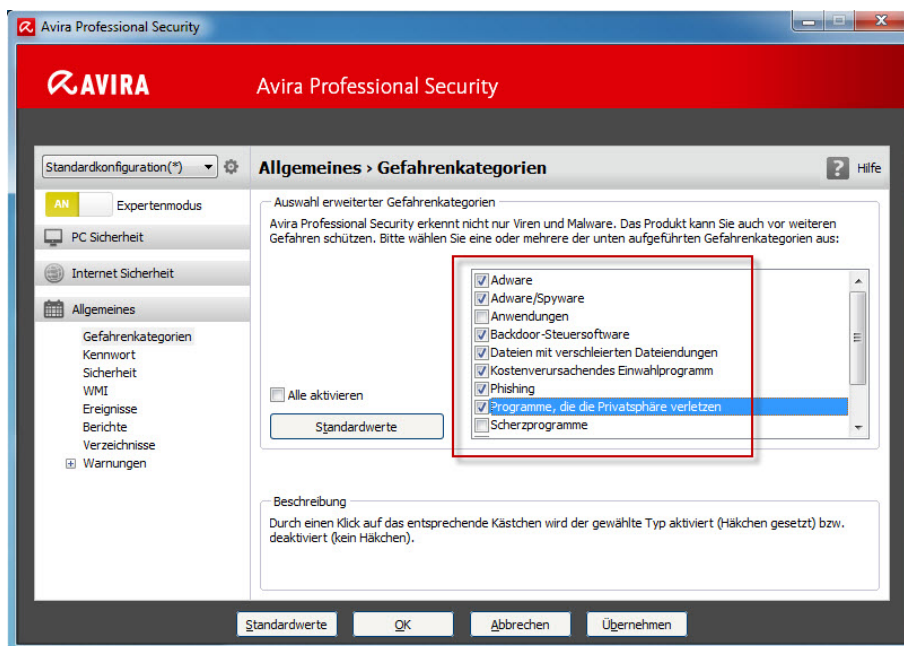 Avira Professional Security
AVIRA
Avira Professional Security
Standardkonfiguration(*)
Allgemeines › Gefahrenkategorien
Hilfe
AN
Expertenmodus
PC Sicherheit
Internet Sicherheit
Allgemeines
Gefahrenkategorien
Kennwort
Sicherheit
WMI
Ereignisse
Berichte
Verzeichnisse
Warnungen
Auswahl erweiterter Gefahrenkategorien
Avira Professional Security erkennt nicht nur Viren und Malware. Das Produkt kann Sie auch vor weiteren
Gefahren schützen. Bitte wählen Sie eine oder mehrere der unten aufgeführten Gefahrenkategorien aus:
Adware
Adware/Spyware
Anwendungen
Backdoor-Steuersoftware
Dateien mit verschleierten Dateiendungen
Kostenverursachendes Einwahlprogramm
Phishing
Programme, die die Privatsphäre verletzen
Scherzprogramme
Alle aktivieren
Standardwerte
Beschreibung
Durch einen Klick auf das entsprechende Kästchen wird der gewählte Typ aktiviert (Häkchen gesetzt) bzw.
deaktiviert (kein Häkchen).
Standardwerte
OK
Abbrechen
Übernehmen